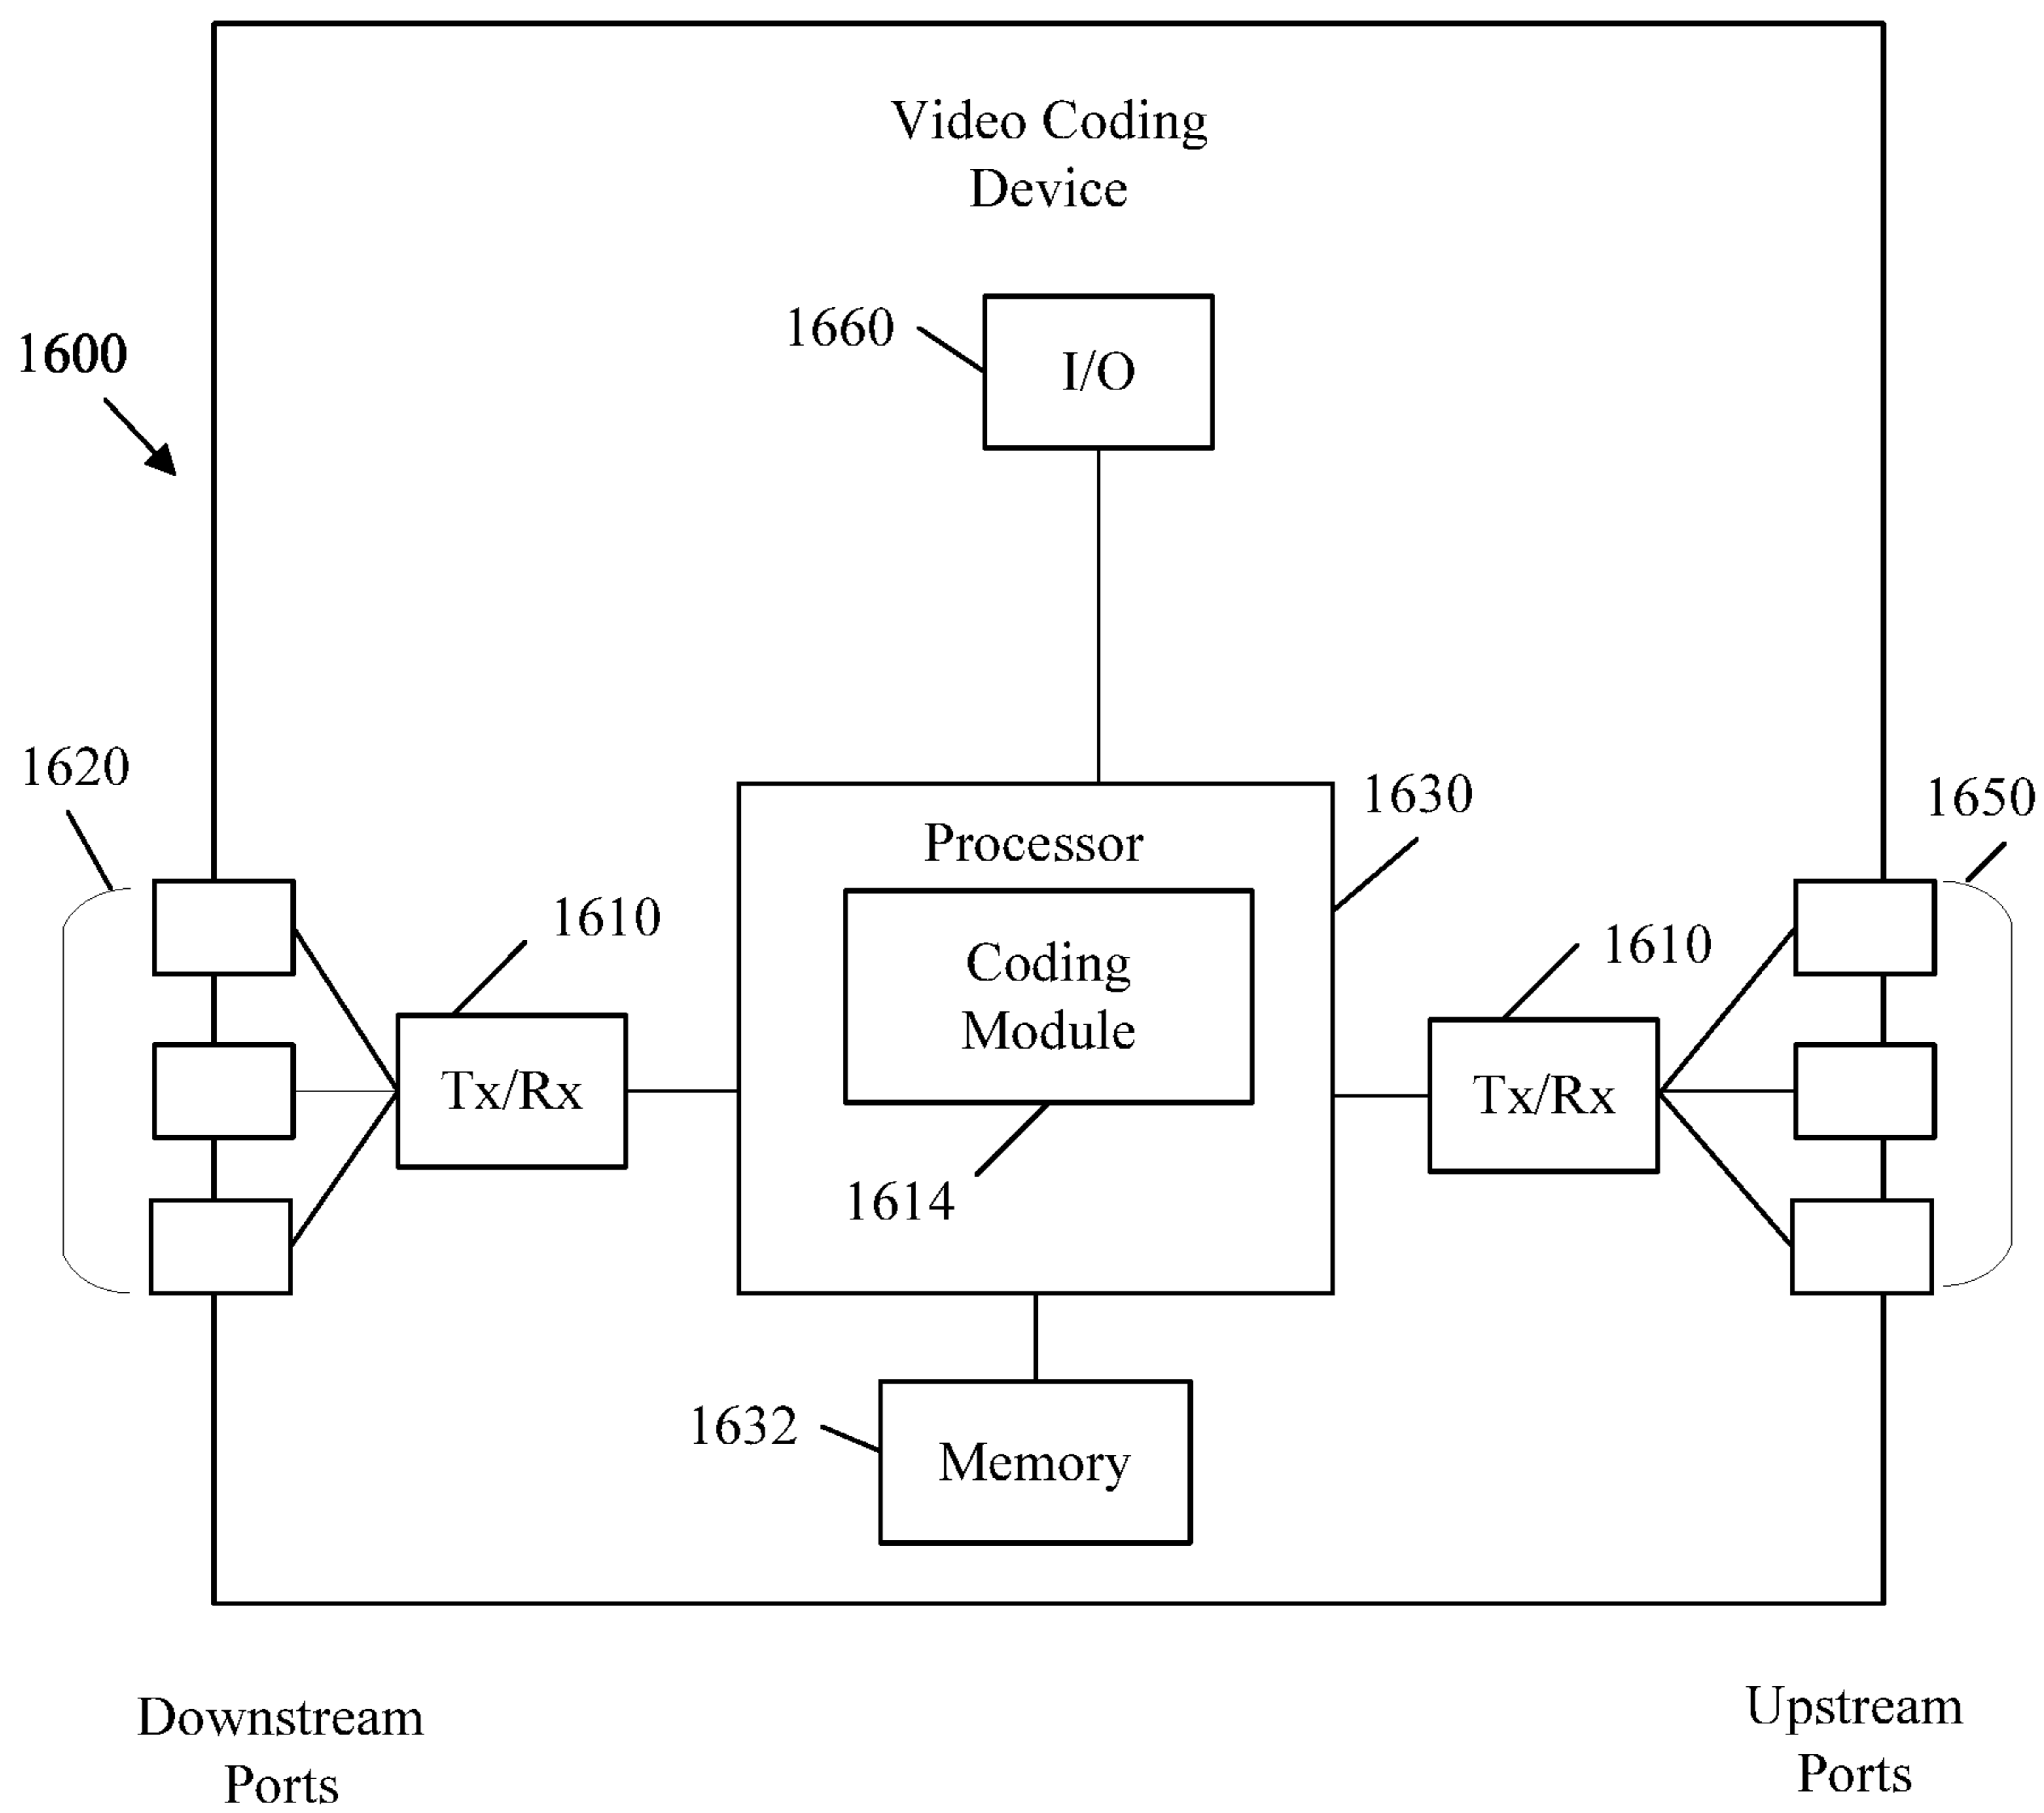 Video Coding
Device
1660
I/O
1600
1620
1630
1650
Processor
1610
1610
Coding
Module
Tx/Rx
Tx/Rx
1614
1632
Memory
Downstream
Ports
Upstream
Ports